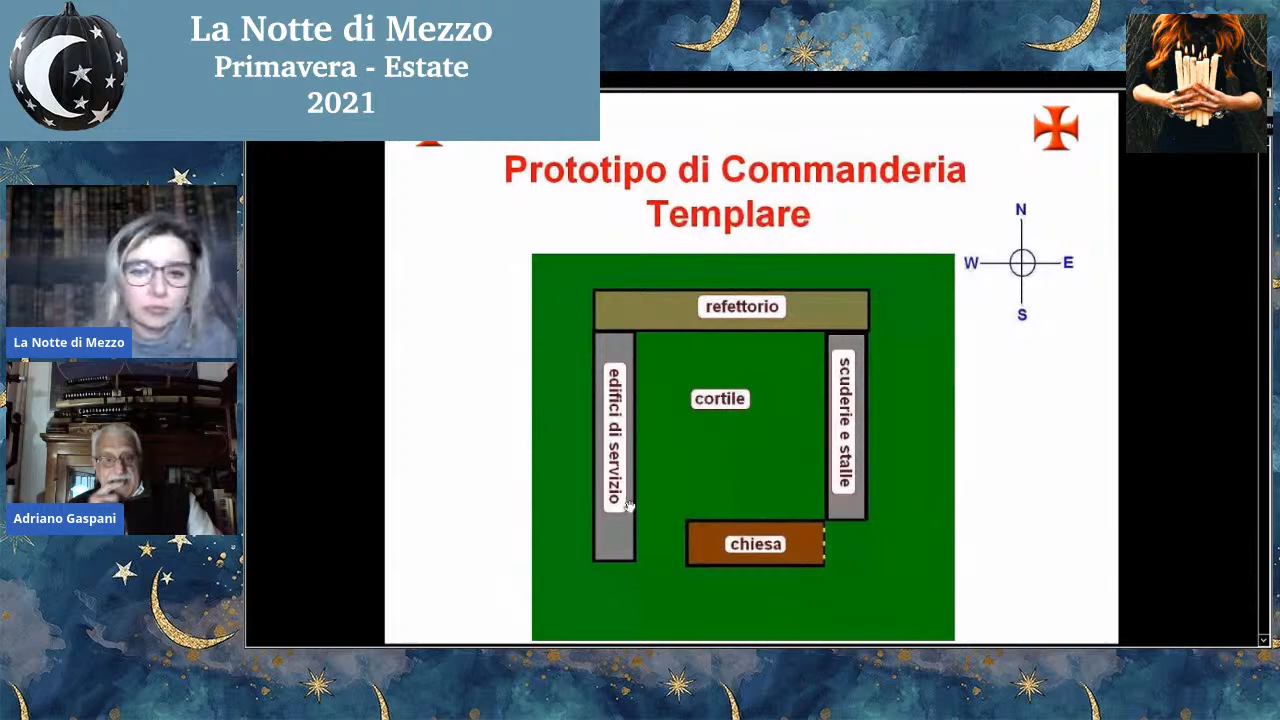 La Notte di Mezzo
Primavera - Estate
2021
Prototipo di Commanderia
Templare
N
W
E
S
refettorio
edifici di servizio
cortile
scuderie e stalle
chiesa
La Notte di Mezzo
Adriano Gaspani